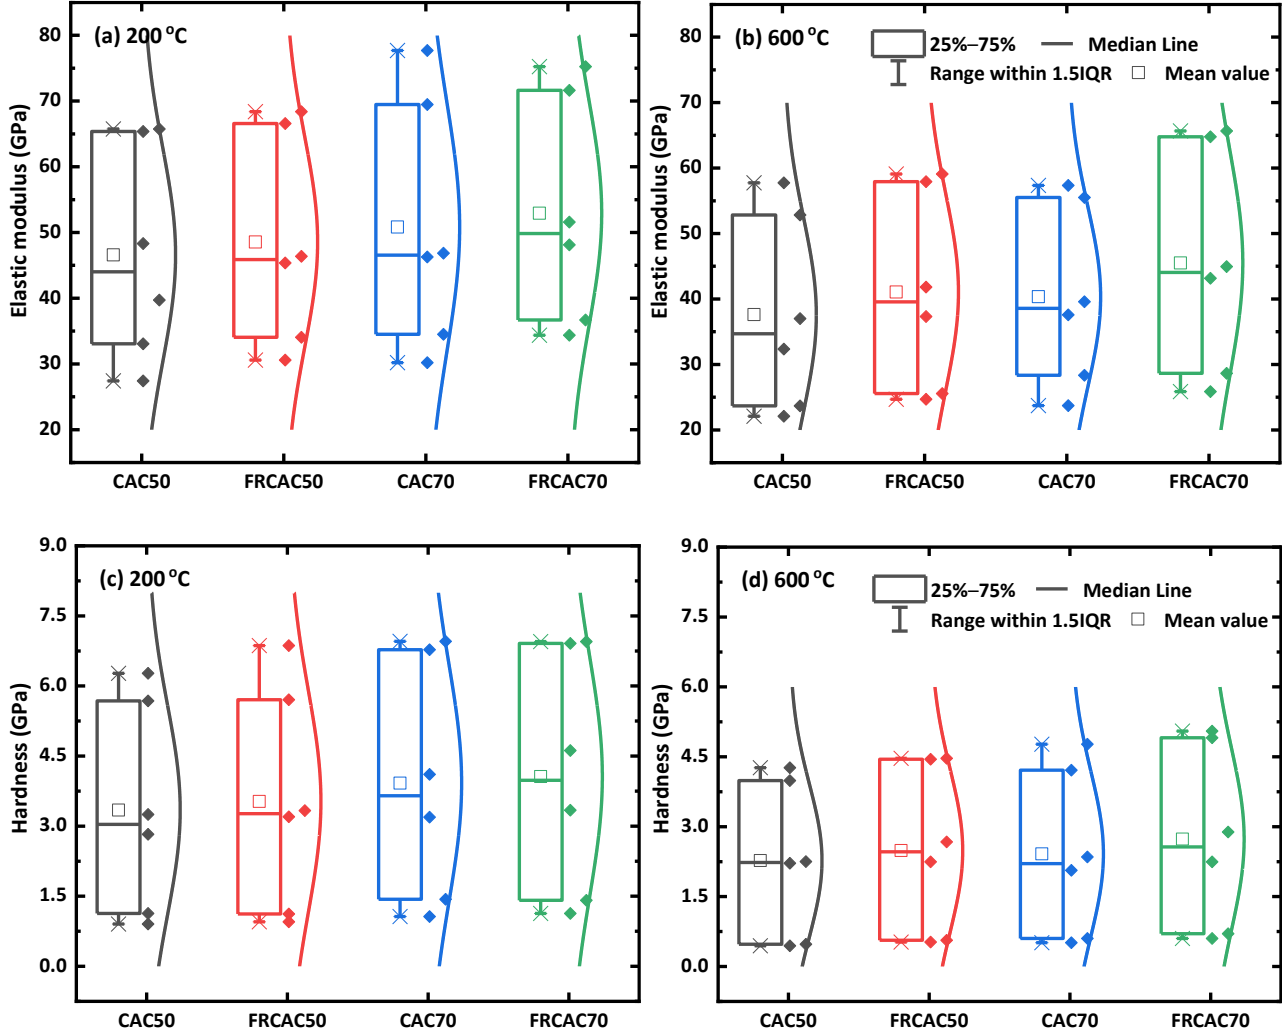 (a) 200 °C
80
70
60
50
40
30
20
Elastic modulus (GPa)
CAC50 FRCAC50 CAC70 FRCAC70
(b) 600 °C
25%–75% Median Line
Range within 1.5IQR Mean value
80
70
60
50
40
30
20
Elastic modulus (GPa)
CAC50 FRCAC50 CAC70 FRCAC70
(c) 200 °C
9.0
7.5
6.0
4.5
3.0
1.5
0.0
Hardness (GPa)
CAC50 FRCAC50 CAC70 FRCAC70
(d) 600 °C
25%–75% Median Line
Range within 1.5IQR Mean value
9.0
7.5
6.0
4.5
3.0
1.5
0.0
Hardness (GPa)
CAC50 FRCAC50 CAC70 FRCAC70